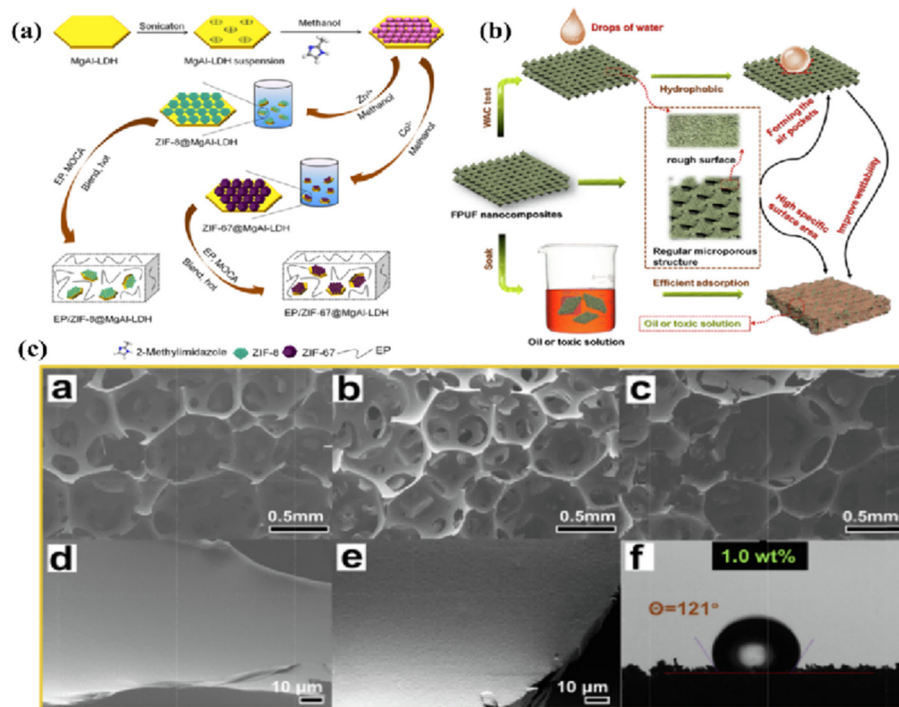 (a)
Sonicaton
Methanol
MgAl-LDH
MgAl-LDH suspension
Zn²⁺
Methanol
Co²⁺
Methanol
ZIF-8@MgAl-LDH
EP, MOCA
Blend, hot
ZIF-67@MgAl-LDH
EP, MOCA
Blend, hot
EP/ZIF-8@MgAl-LDH
EP/ZIF-67@MgAl-LDH
2-Methylimidazole ZIF-8 ZIF-67 EP
(b)
Drops of water
WAC test
Hydrophobic
Forming the
air pockets
rough surface
FPUF nanocomposites
Regular microporous
structure
High specific
surface area
Improve wettability
Soak
Efficient adsorption
Oil or toxic solution
Oil or toxic solution
(c)
a
0.5mm
b
0.5mm
c
0.5mm
d
10 µm
e
10 µm
f
1.0 wt%
Θ=121°